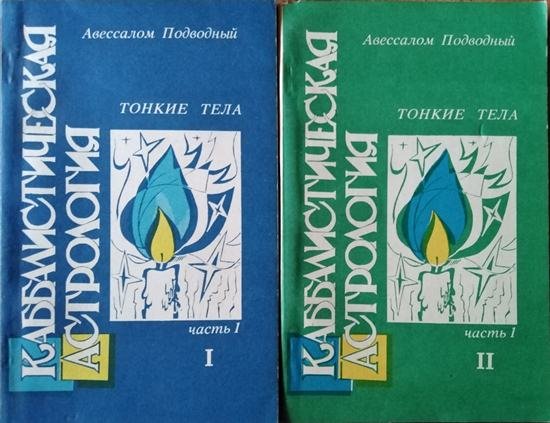 Авессалом Подводный
КАББАЛИСТИЧЕСКАЯ
АСТРОЛОГИЯ
ТОНКИЕ ТЕЛА
часть I
I
Авессалом Подводный
КАББАЛИСТИЧЕСКАЯ
АСТРОЛОГИЯ
ТОНКИЕ ТЕЛА
часть I
II